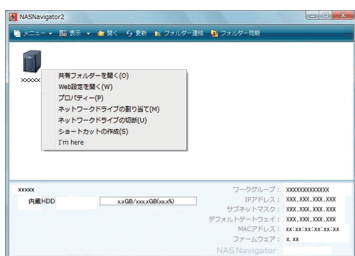 NASNavigator2
メニュー 表示 開く 更新 フォルダー連結 フォルダー同期
xxxxx
共有フォルダーを開く(O)
Web設定を開く(W)
プロパティー(P)
ネットワークドライブの割り当て(M)
ネットワークドライブの切断(U)
ショートカットの作成(S)
I'm here
xxxxx
内蔵HDD x.xGB/xxx.xGB(xx.x%)
ワークグループ: XXXXXXXXXXXX
IPアドレス: XXX.XXX.XXX.XXX
サブネットマスク: XXX.XXX.XXX.XXX
デフォルトゲートウェイ: XXX.XXX.XXX.XXX
MACアドレス: xx:xx:xx:xx:xx:xx
ファームウェア: x.xx
NAS Navigator